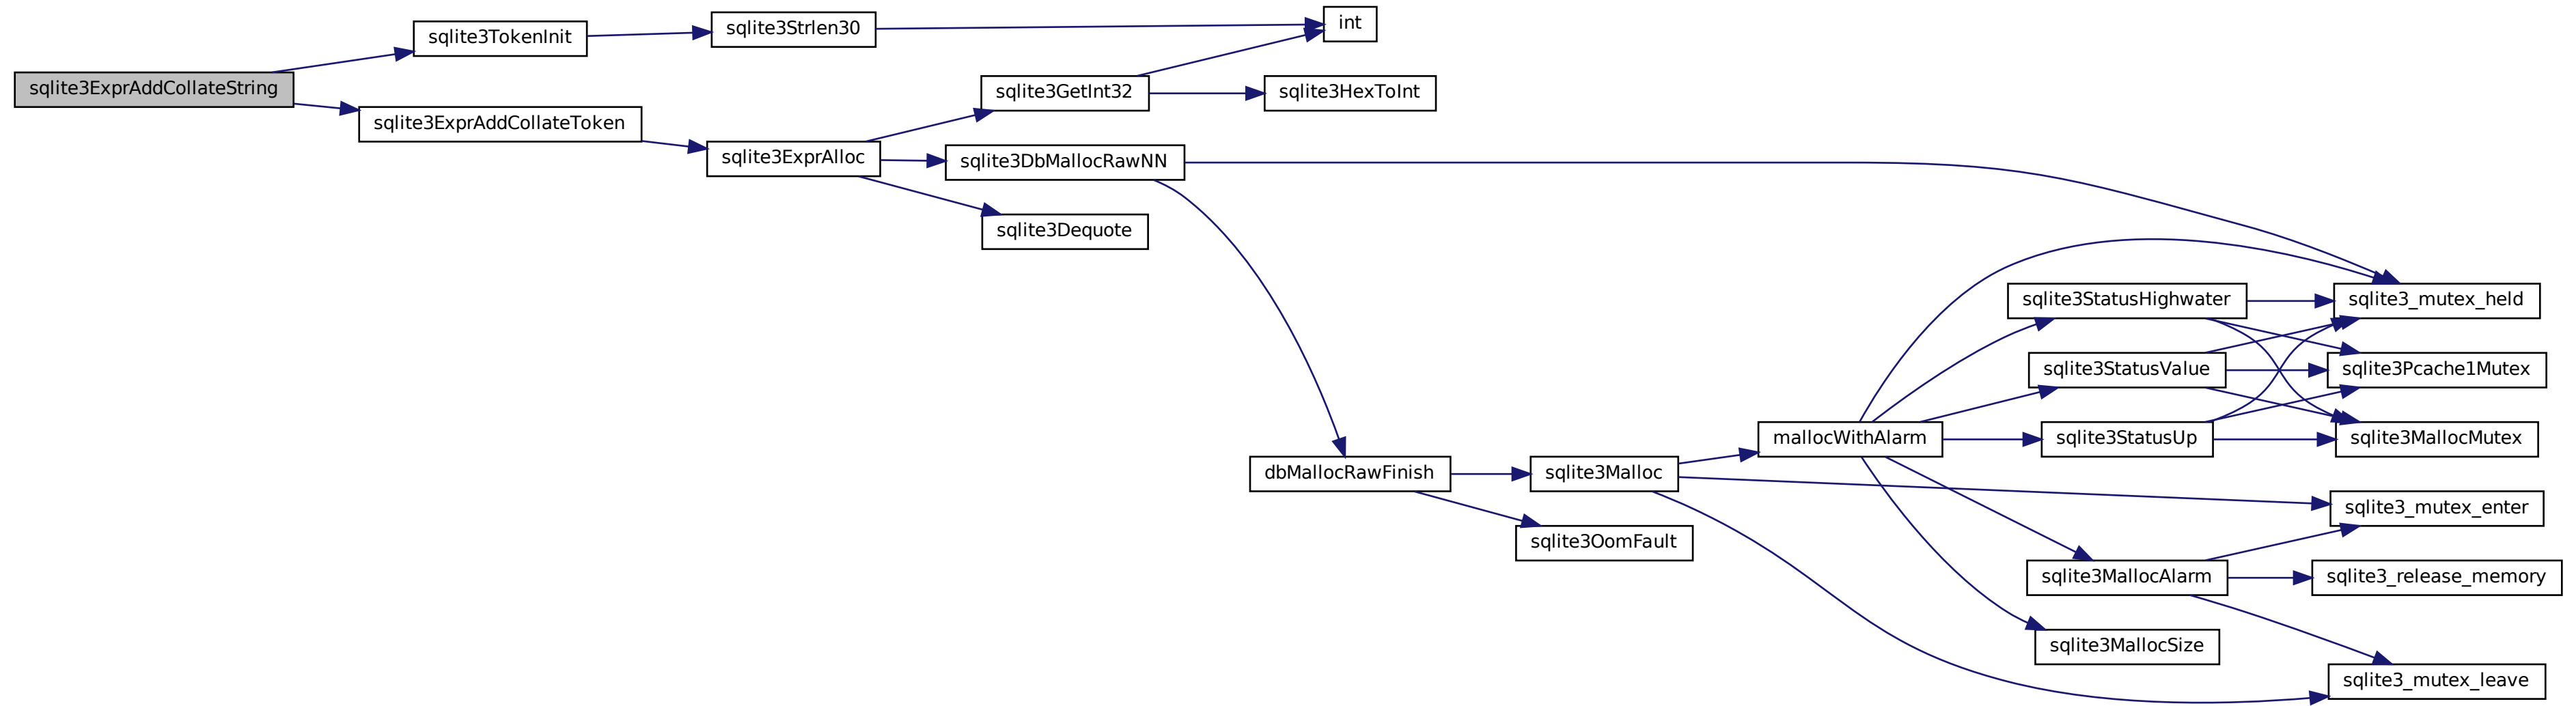 sqlite3ExprAddCollateString
sqlite3TokenInit
sqlite3ExprAddCollateToken
sqlite3Strlen30
sqlite3ExprAlloc
int
sqlite3GetInt32
sqlite3HexToInt
sqlite3DbMallocRawNN
sqlite3Dequote
dbMallocRawFinish
sqlite3Malloc
sqlite3OomFault
mallocWithAlarm
sqlite3StatusHighwater
sqlite3StatusValue
sqlite3StatusUp
sqlite3MallocAlarm
sqlite3MallocSize
sqlite3_mutex_held
sqlite3Pcache1Mutex
sqlite3MallocMutex
sqlite3_mutex_enter
sqlite3_release_memory
sqlite3_mutex_leave